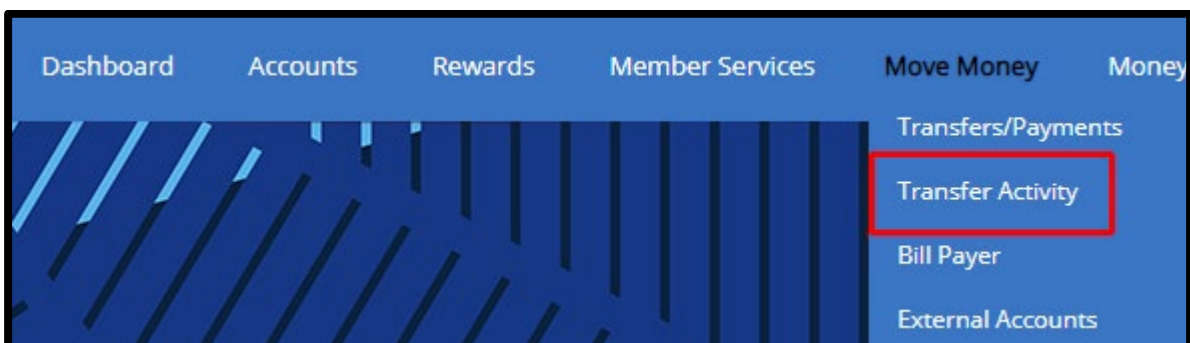 Dashboard Accounts Rewards Member Services Move Money Money
Transfers/Payments
Transfer Activity
Bill Payer
External Accounts